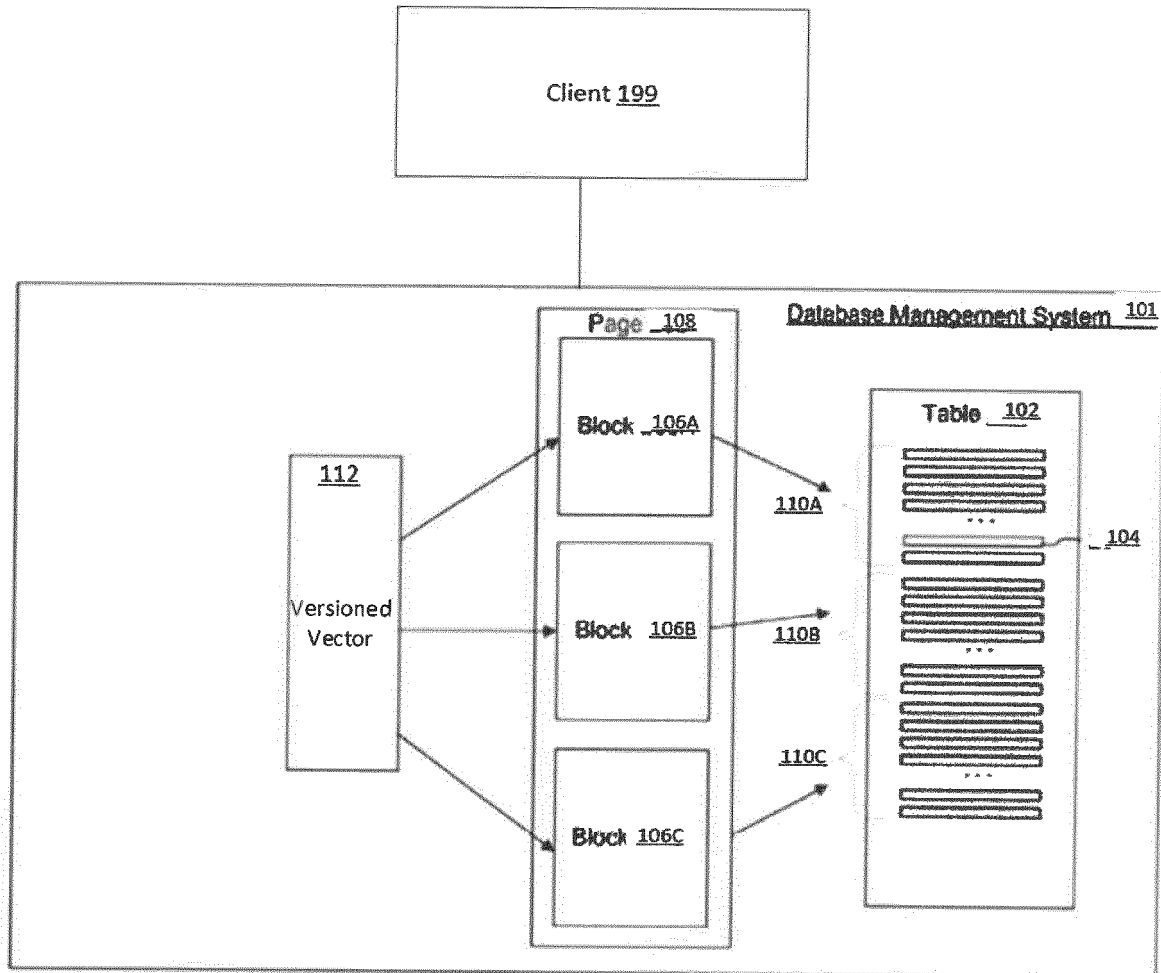 Client 199
Database Management System 101
Page 108
Table 102
Block 106A
112
110A
104
Versioned
Vector
Block 106B
110B
110C
Block 106C